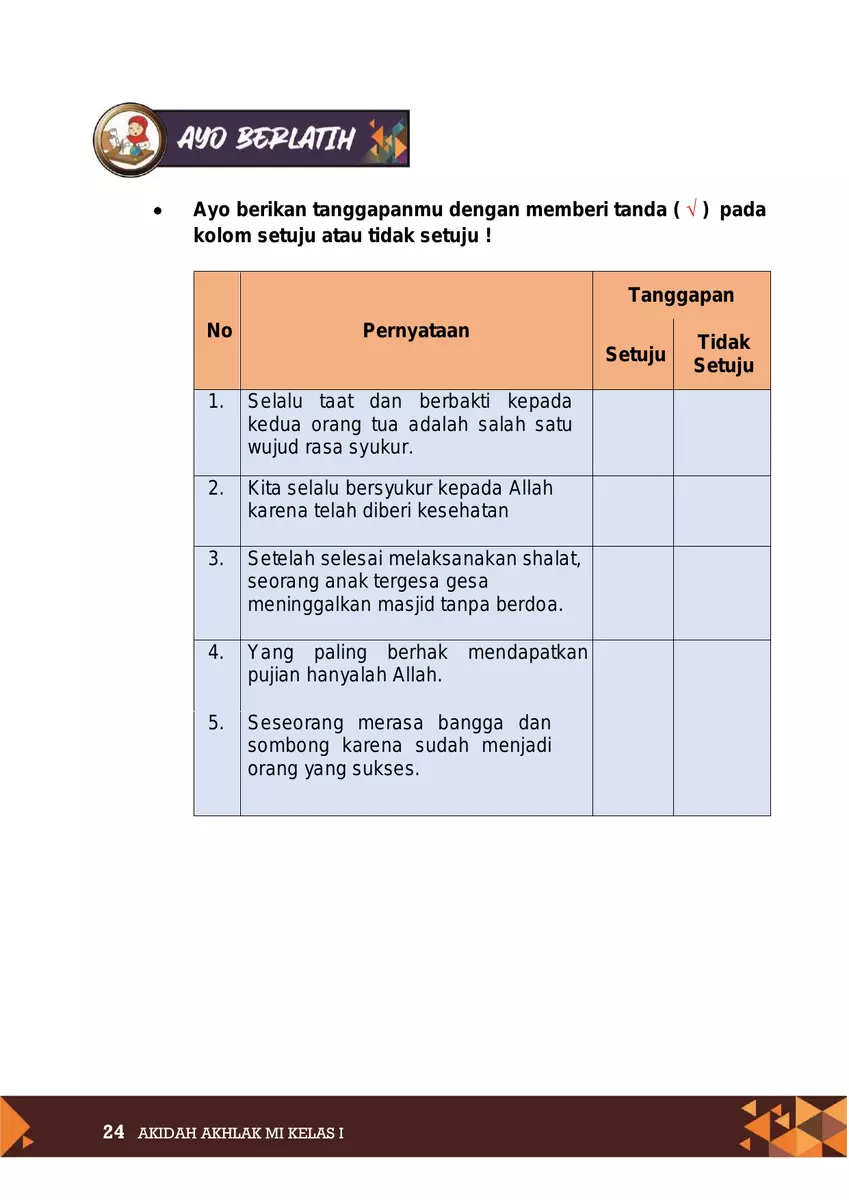 AYO BERLATIH
• Ayo berikan tanggapanmu dengan memberi tanda ( √ ) pada
kolom setuju atau tidak setuju !
No
Pernyataan
Tanggapan
Setuju
Tidak
Setuju
1. Selalu taat dan berbakti kepada
kedua orang tua adalah salah satu
wujud rasa syukur.
2. Kita selalu bersyukur kepada Allah
karena telah diberi kesehatan
3. Setelah selesai melaksanakan shalat,
seorang anak tergesa gesa
meninggalkan masjid tanpa berdoa.
4. Yang paling berhak mendapatkan
pujian hanyalah Allah.
5. Seseorang merasa bangga dan
sombong karena sudah menjadi
orang yang sukses.
24 AKIDAH AKHLAK MI KELAS I